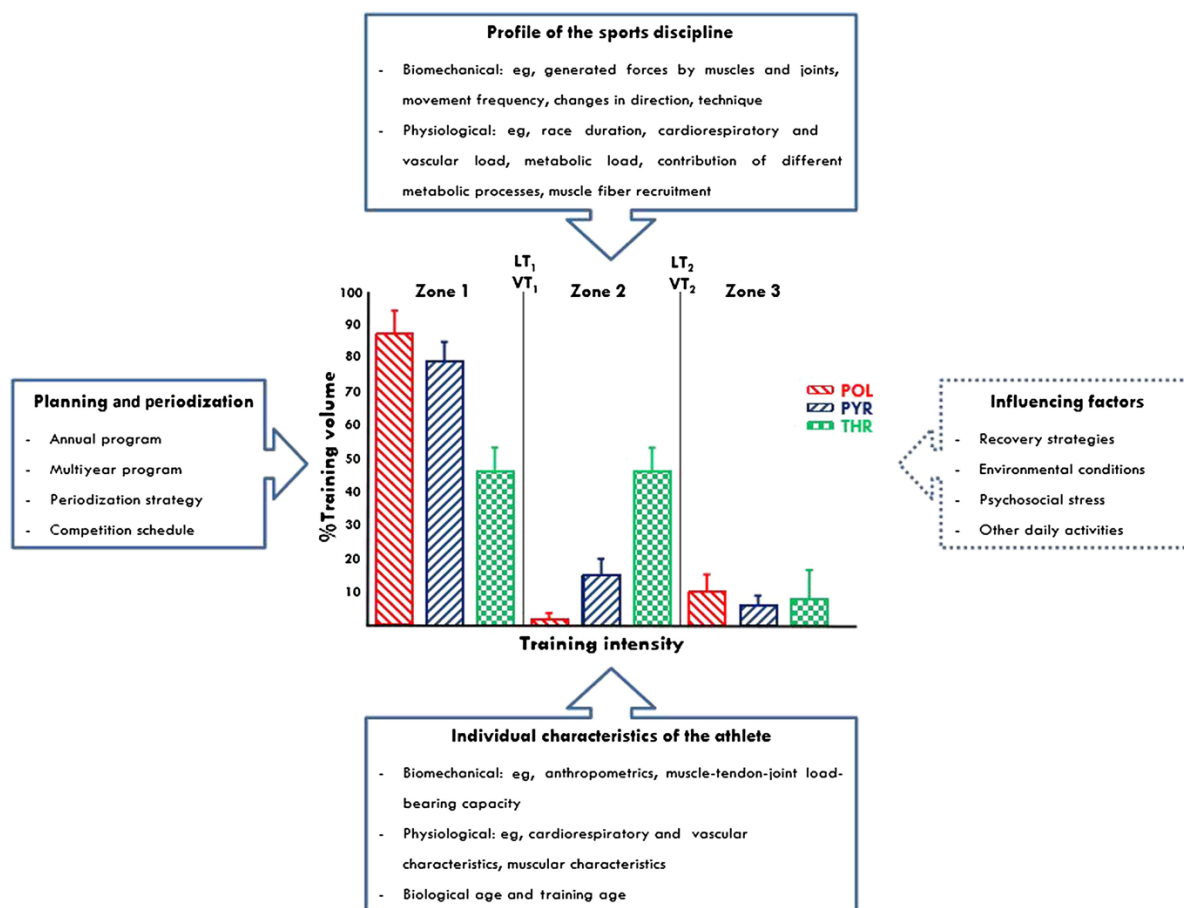 Profile of the sports discipline
- Biomechanical: eg, generated forces by muscles and joints,
movement frequency, changes in direction, technique
- Physiological: eg, race duration, cardiorespiratory and
vascular load, metabolic load, contribution of different
metabolic processes, muscle fiber recruitment
Planning and periodization
- Annual program
- Multiyear program
- Periodization strategy
- Competition schedule
LT1
VT1
LT2
VT2
Zone 1
Zone 2
Zone 3
%Training volume
100
90
80
70
60
50
40
30
20
10
Training intensity
POL
PYR
THR
Influencing factors
- Recovery strategies
- Environmental conditions
- Psychosocial stress
- Other daily activities
Individual characteristics of the athlete
- Biomechanical: eg, anthropometrics, muscle-tendon-joint load-
bearing capacity
- Physiological: eg, cardiorespiratory and vascular
characteristics, muscular characteristics
- Biological age and training age